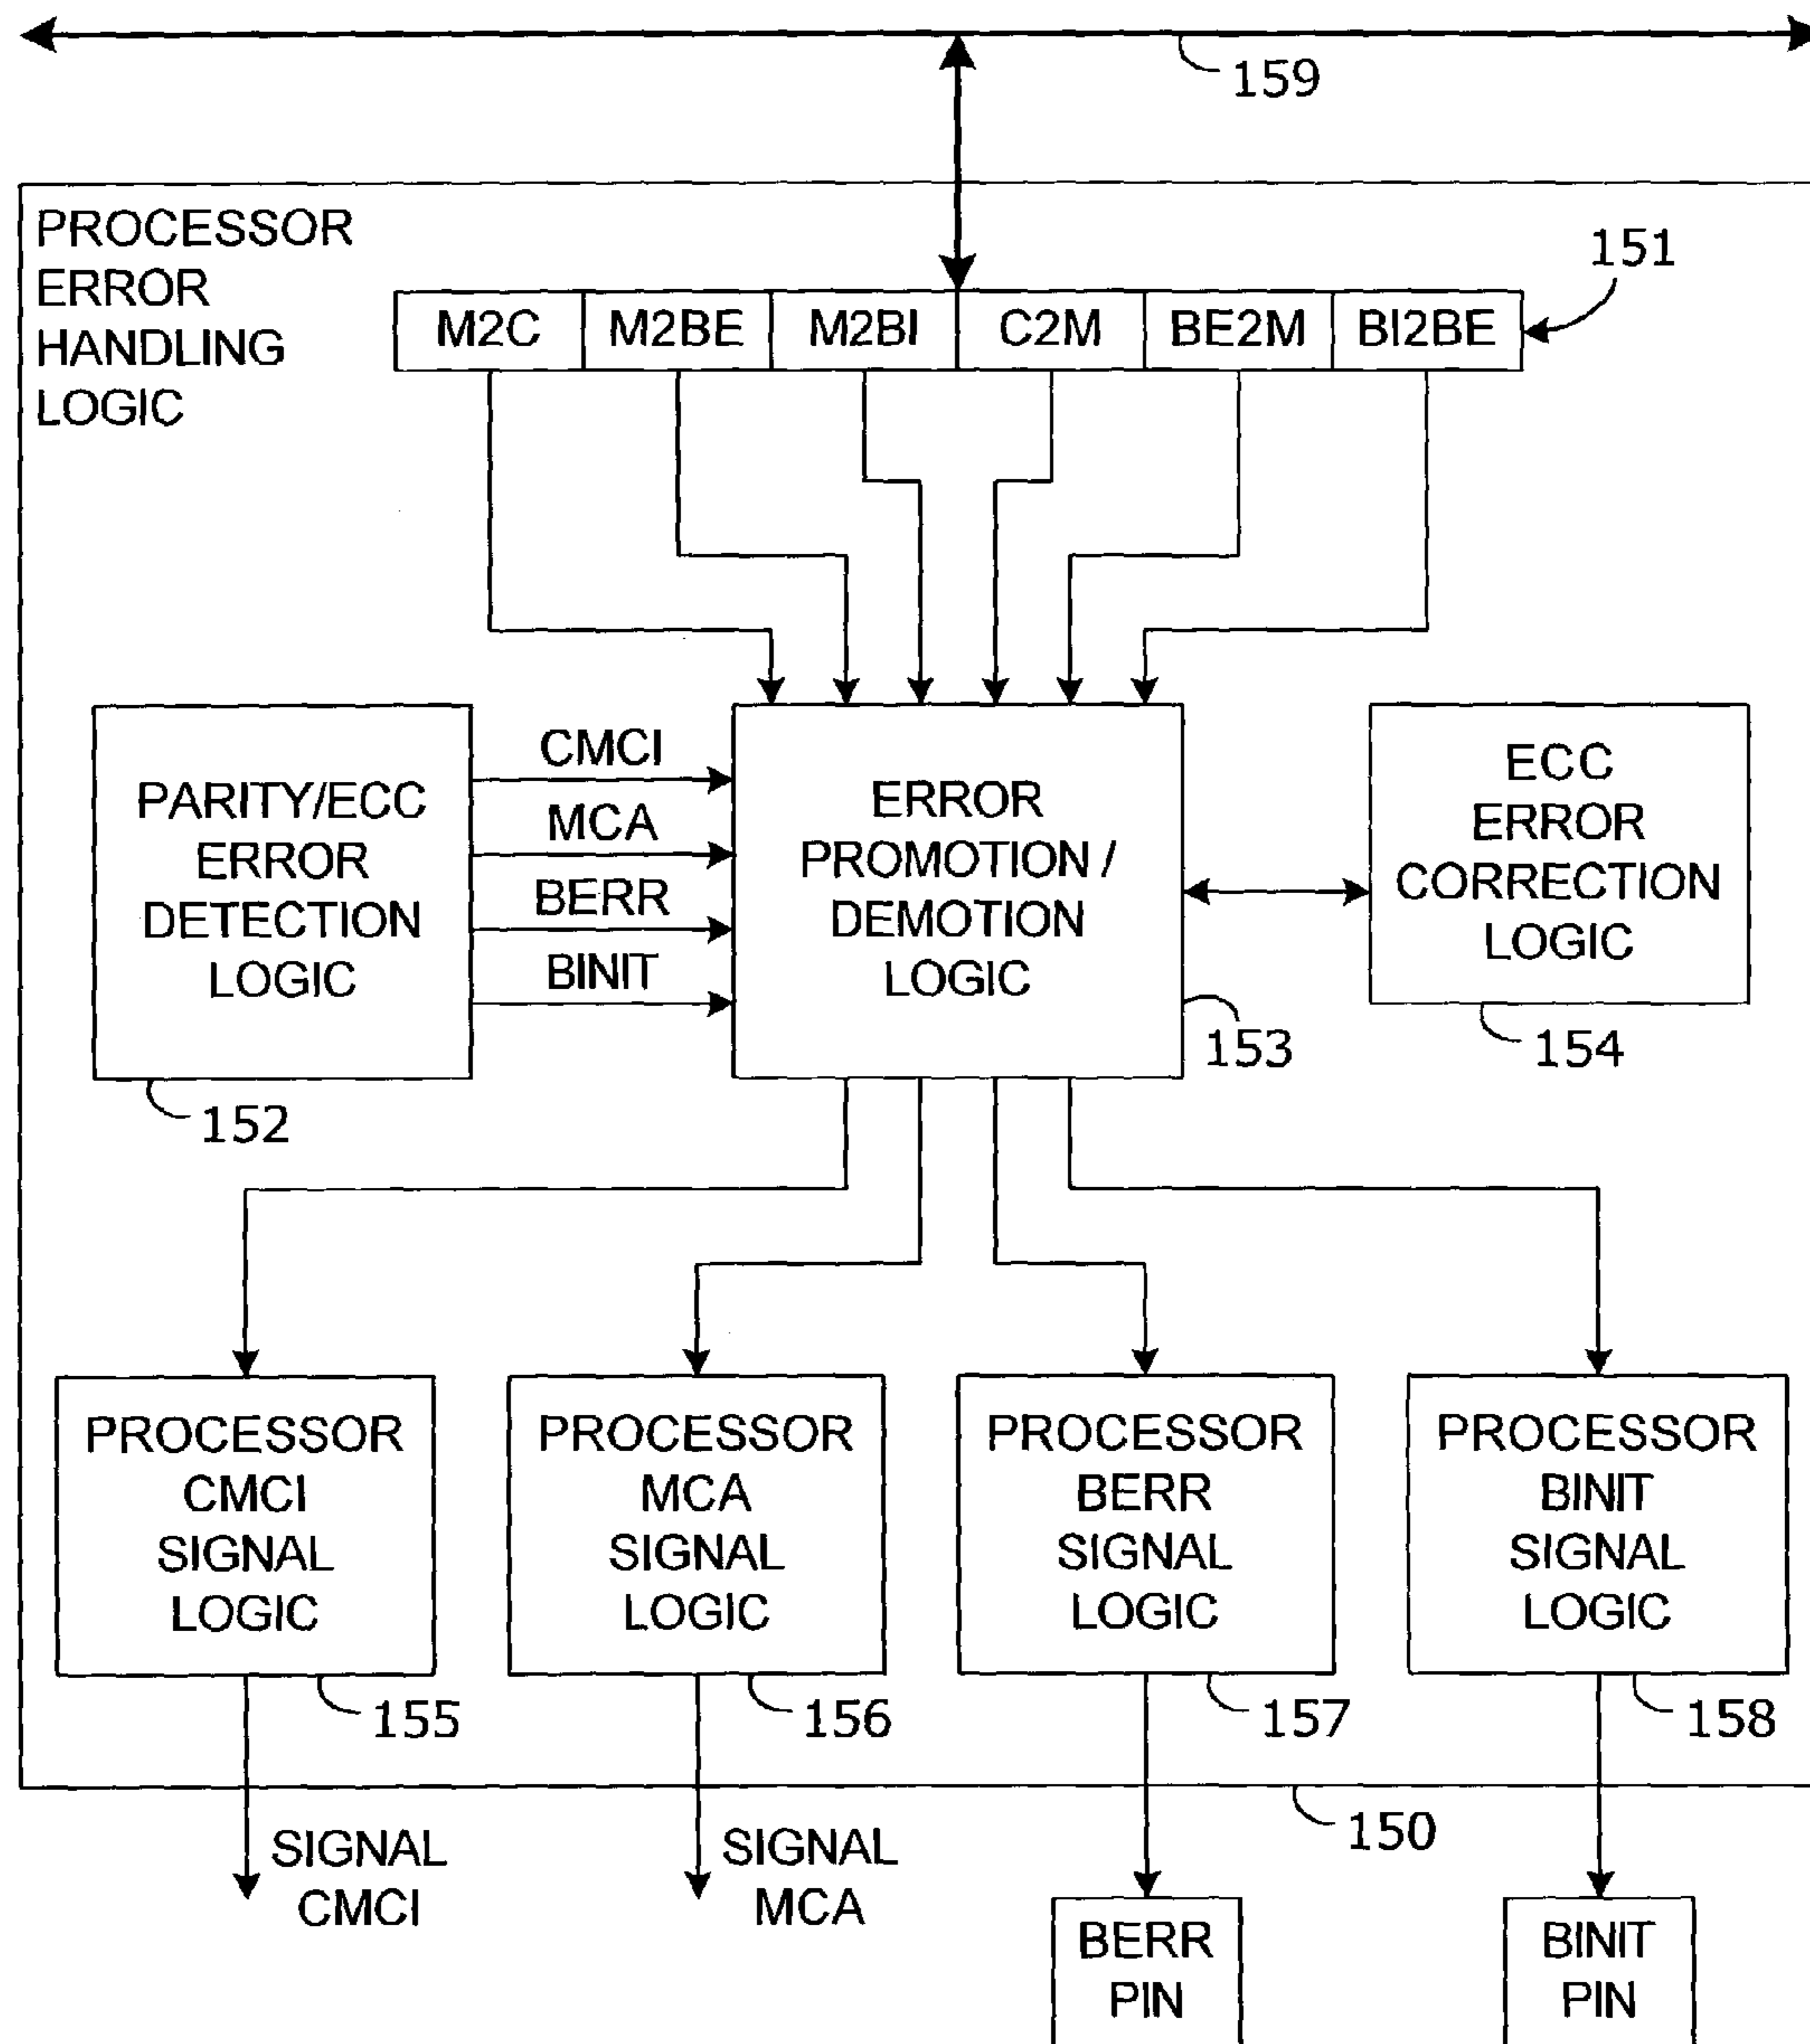 159
PROCESSOR
ERROR
HANDLING
LOGIC
151
M2C M2BE M2BI C2M BE2M BI2BE
PARITY/ECC
ERROR
DETECTION
LOGIC
152
CMCI
MCA
BERR
BINIT
ERROR
PROMOTION /
DEMOTION
LOGIC
153
ECC
ERROR
CORRECTION
LOGIC
154
PROCESSOR
CMCI
SIGNAL
LOGIC
155
PROCESSOR
MCA
SIGNAL
LOGIC
156
PROCESSOR
BERR
SIGNAL
LOGIC
157
PROCESSOR
BINIT
SIGNAL
LOGIC
158
150
SIGNAL
CMCI
SIGNAL
MCA
BERR
PIN
BINIT
PIN